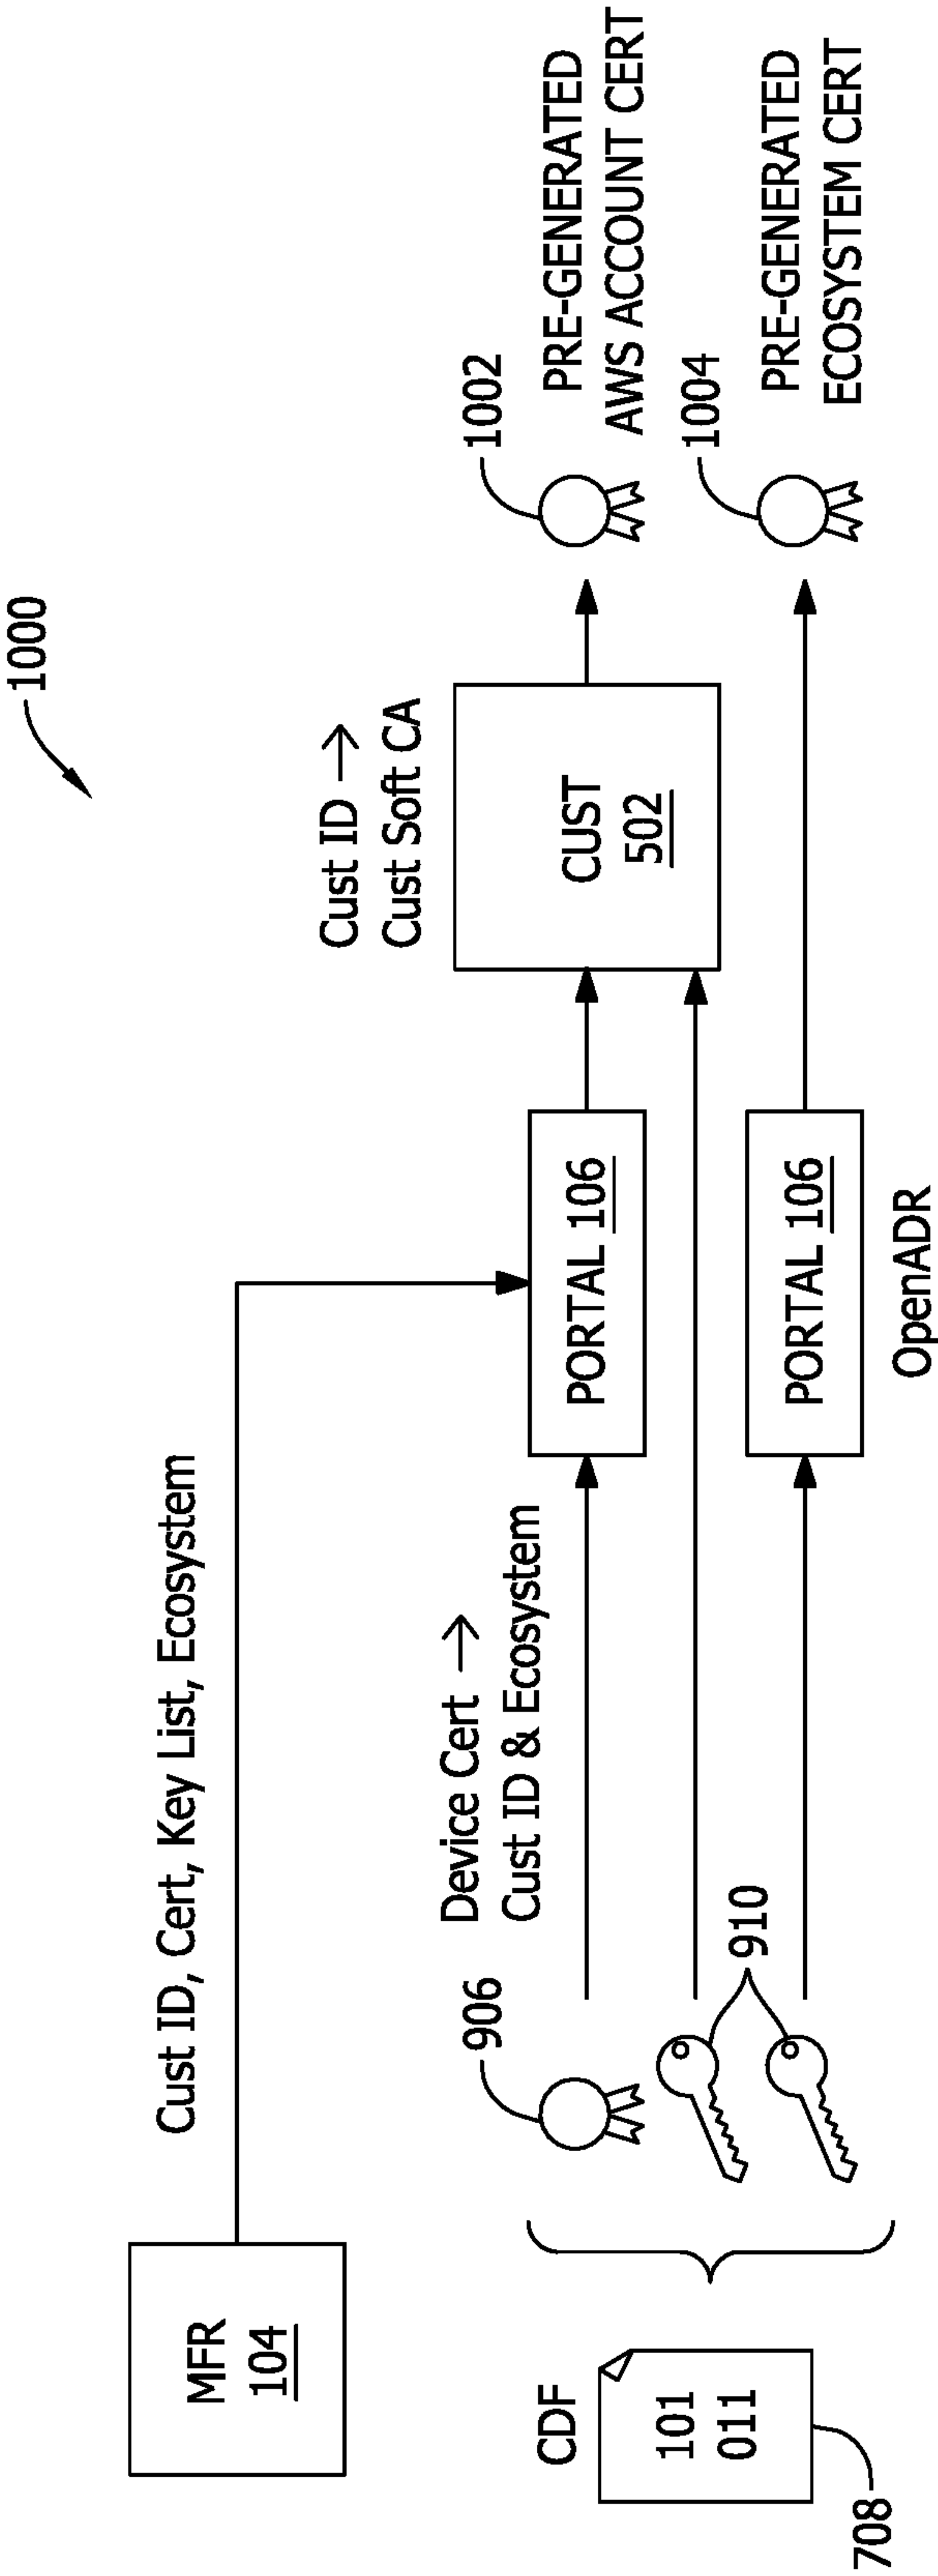 1000
MFR
104
Cust ID, Cert, Key List, Ecosystem
CDF
101
011
708
906
910
Device Cert →
Cust ID & Ecosystem
PORTAL 106
PORTAL 106
OpenADR
Cust ID →
Cust Soft CA
CUST
502
1002
PRE-GENERATED
AWS ACCOUNT CERT
1004
PRE-GENERATED
ECOSYSTEM CERT